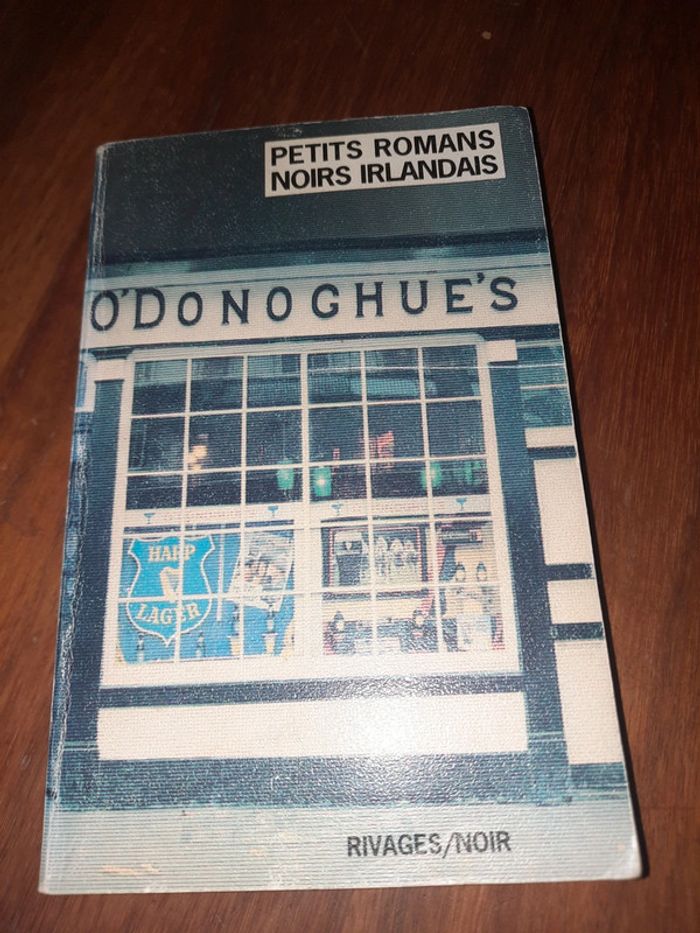 PETITS ROMANS
NOIRS IRLANDAIS
O'DONOGHUE'S
HARP
LAGER
RIVAGES/NOIR